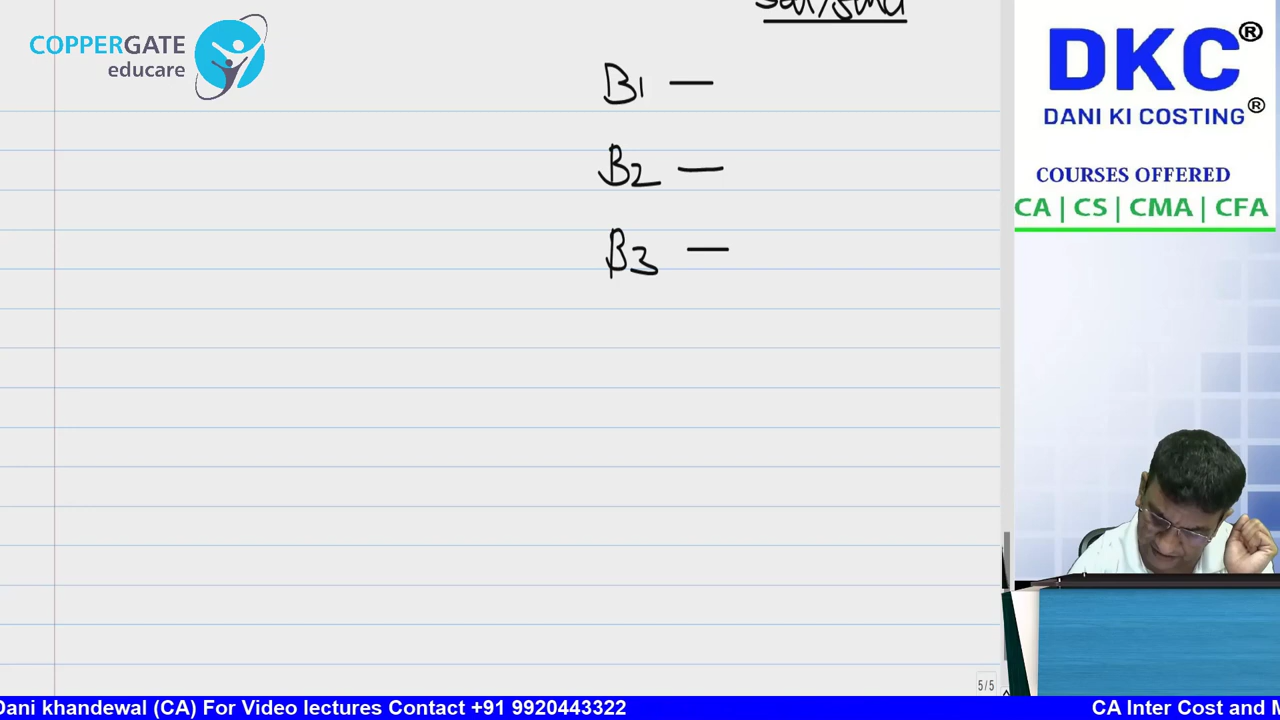 COPPERGATE
educare
B1 —
B2 —
B3 —
DKC®
DANI KI COSTING®
COURSES OFFERED
CA | CS | CMA | CFA
5/5
Dani khandewal (CA) For Video lectures Contact +91 9920443322
CA Inter Cost and M